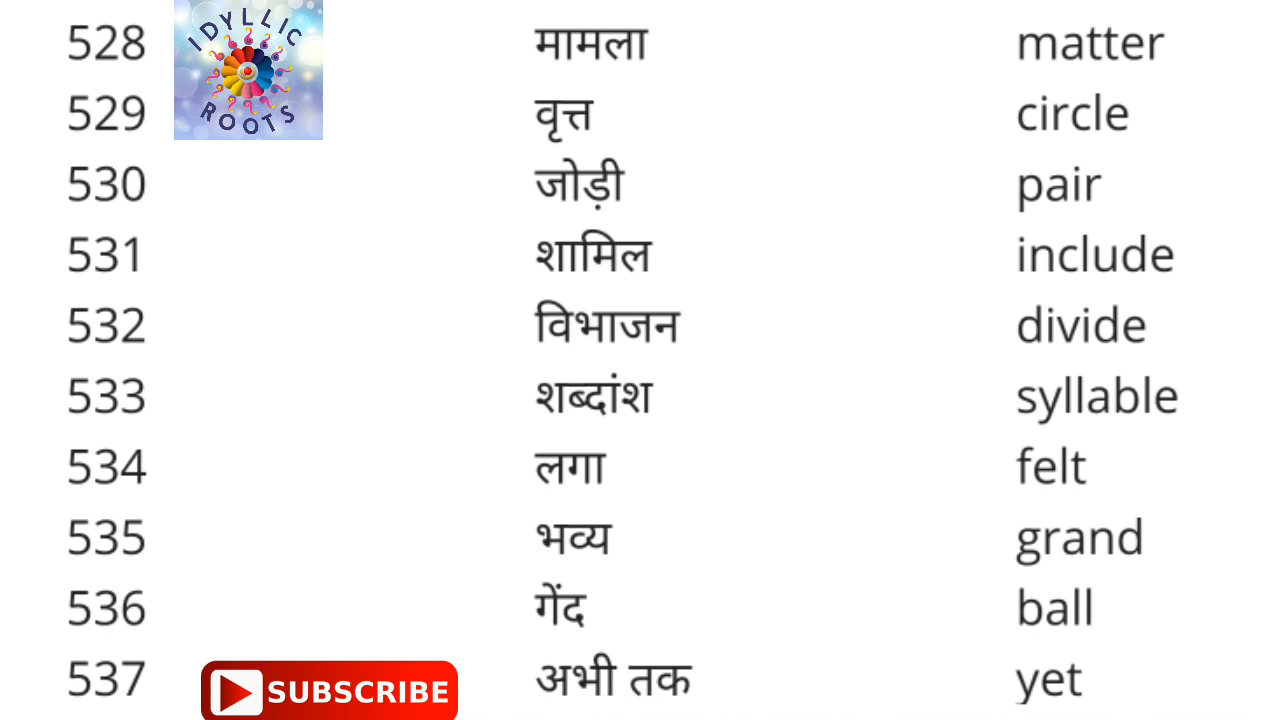 IDYLLIC ROOTS
528 मामला matter
529 वृत्त circle
530 जोड़ी pair
531 शामिल include
532 विभाजन divide
533 शब्दांश syllable
534 लगा felt
535 भव्य grand
536 गेंद ball
537 अभी तक yet
SUBSCRIBE